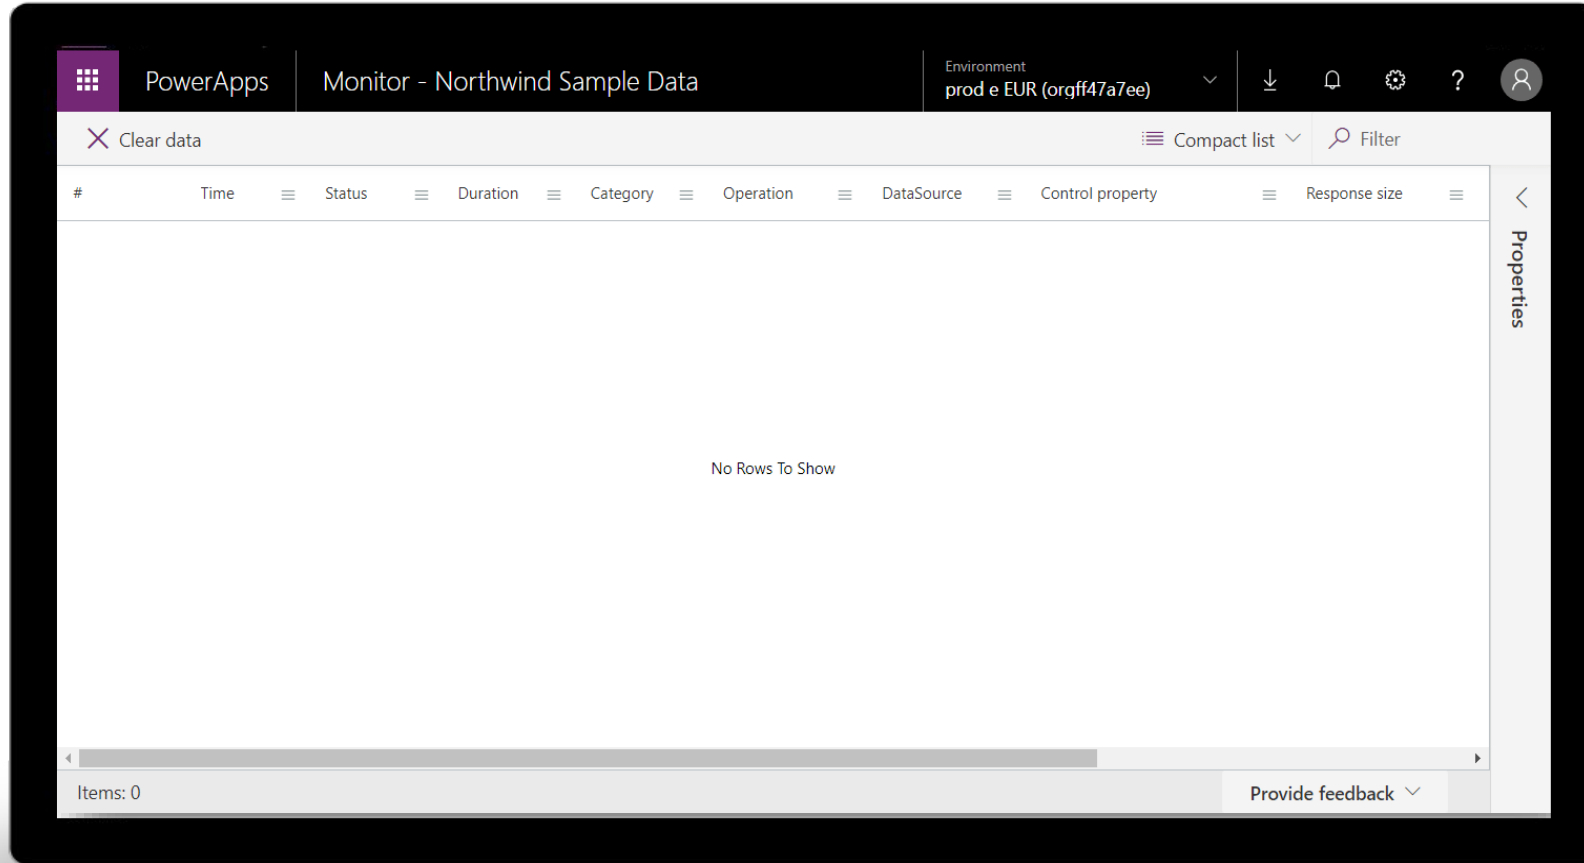 PowerApps
Monitor - Northwind Sample Data
Environment
prod e EUR (orgff47a7ee)
?
Clear data
Compact list
Filter
# Time Status Duration Category Operation DataSource Control property Response size
Properties
No Rows To Show
Items: 0
Provide feedback